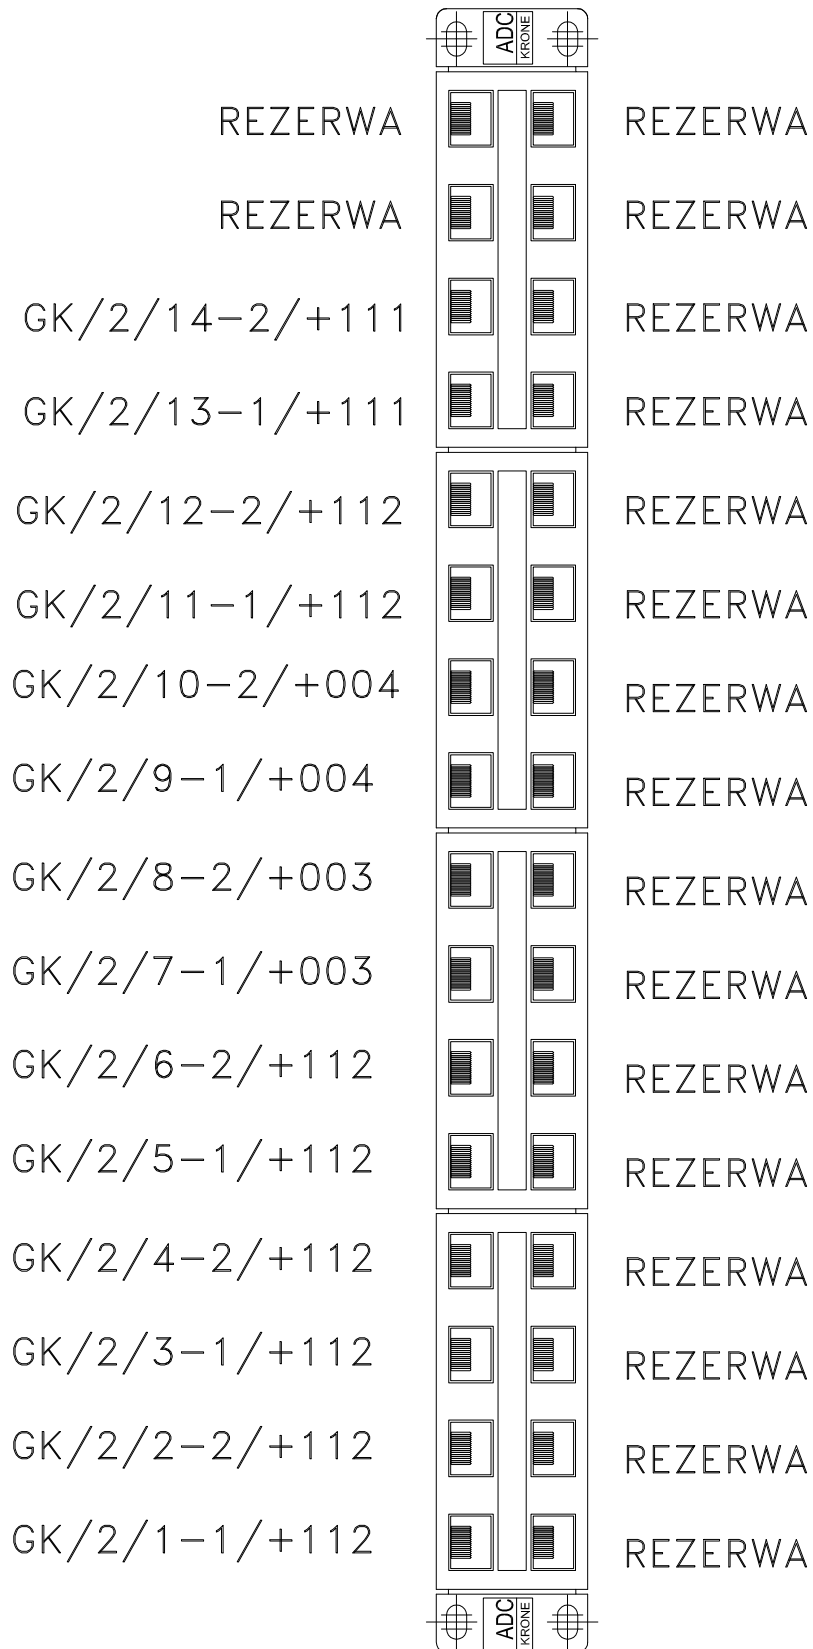 ADC
KRONE
REZERWA REZERWA
REZERWA REZERWA
GK/2/14-2/+111 REZERWA
GK/2/13-1/+111 REZERWA
GK/2/12-2/+112 REZERWA
GK/2/11-1/+112 REZERWA
GK/2/10-2/+004 REZERWA
GK/2/9-1/+004 REZERWA
GK/2/8-2/+003 REZERWA
GK/2/7-1/+003 REZERWA
GK/2/6-2/+112 REZERWA
GK/2/5-1/+112 REZERWA
GK/2/4-2/+112 REZERWA
GK/2/3-1/+112 REZERWA
GK/2/2-2/+112 REZERWA
GK/2/1-1/+112 REZERWA
ADC
KRONE